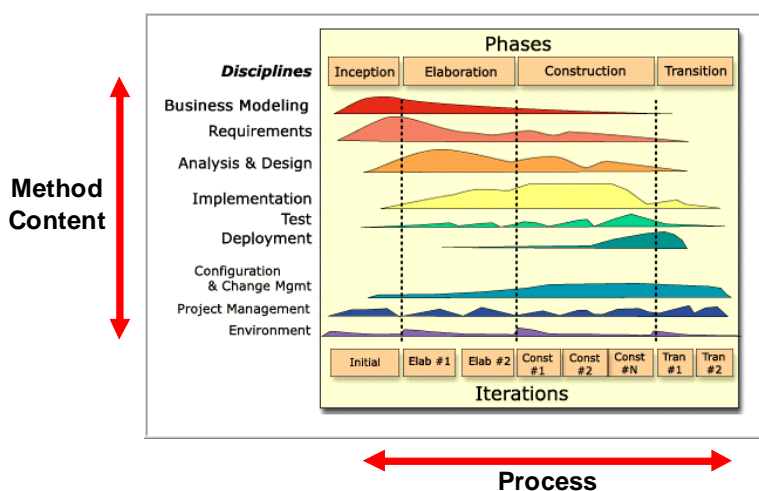 Phases
Disciplines Inception Elaboration Construction Transition
Business Modeling
Requirements
Analysis & Design
Method
Content
Implementation
Test
Deployment
Configuration
& Change Mgmt
Project Management
Environment
Initial Elab #1 Elab #2 Const #1 Const #2 Const #N Tran #1 Tran #2
Iterations
Process